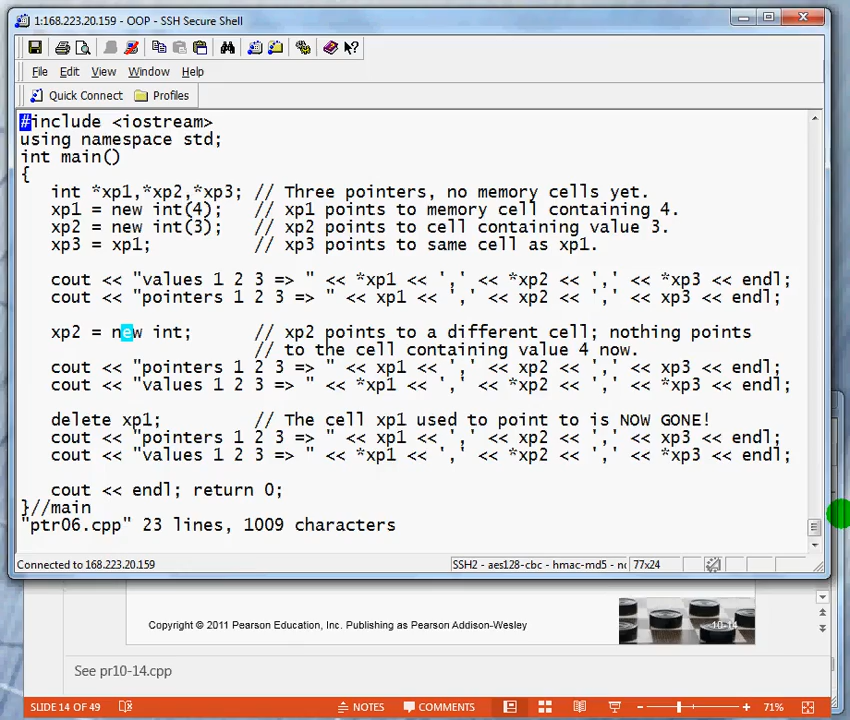 1:168.223.20.159 - OOP - SSH Secure Shell
File Edit View Window Help
Quick Connect Profiles
#include <iostream>
using namespace std;
int main()
{
int *xp1,*xp2,*xp3; // Three pointers, no memory cells yet.
xp1 = new int(4); // xp1 points to memory cell containing 4.
xp2 = new int(3); // xp2 points to cell containing value 3.
xp3 = xp1; // xp3 points to same cell as xp1.
cout << "values 1 2 3 => " << *xp1 << ',' << *xp2 << ',' << *xp3 << endl;
cout << "pointers 1 2 3 => " << xp1 << ',' << xp2 << ',' << xp3 << endl;
xp2 = new int; // xp2 points to a different cell; nothing points
// to the cell containing value 4 now.
cout << "pointers 1 2 3 => " << xp1 << ',' << xp2 << ',' << xp3 << endl;
cout << "values 1 2 3 => " << *xp1 << ',' << *xp2 << ',' << *xp3 << endl;
delete xp1; // The cell xp1 used to point to is NOW GONE!
cout << "pointers 1 2 3 => " << xp1 << ',' << xp2 << ',' << xp3 << endl;
cout << "values 1 2 3 => " << *xp1 << ',' << *xp2 << ',' << *xp3 << endl;
cout << endl; return 0;
}//main
"ptr06.cpp" 23 lines, 1009 characters
Connected to 168.223.20.159 SSH2 - aes128-cbc - hmac-md5 - nc 77x24
Copyright © 2011 Pearson Education, Inc. Publishing as Pearson Addison-Wesley 10-14
See pr10-14.cpp
SLIDE 14 OF 49 NOTES COMMENTS 71%